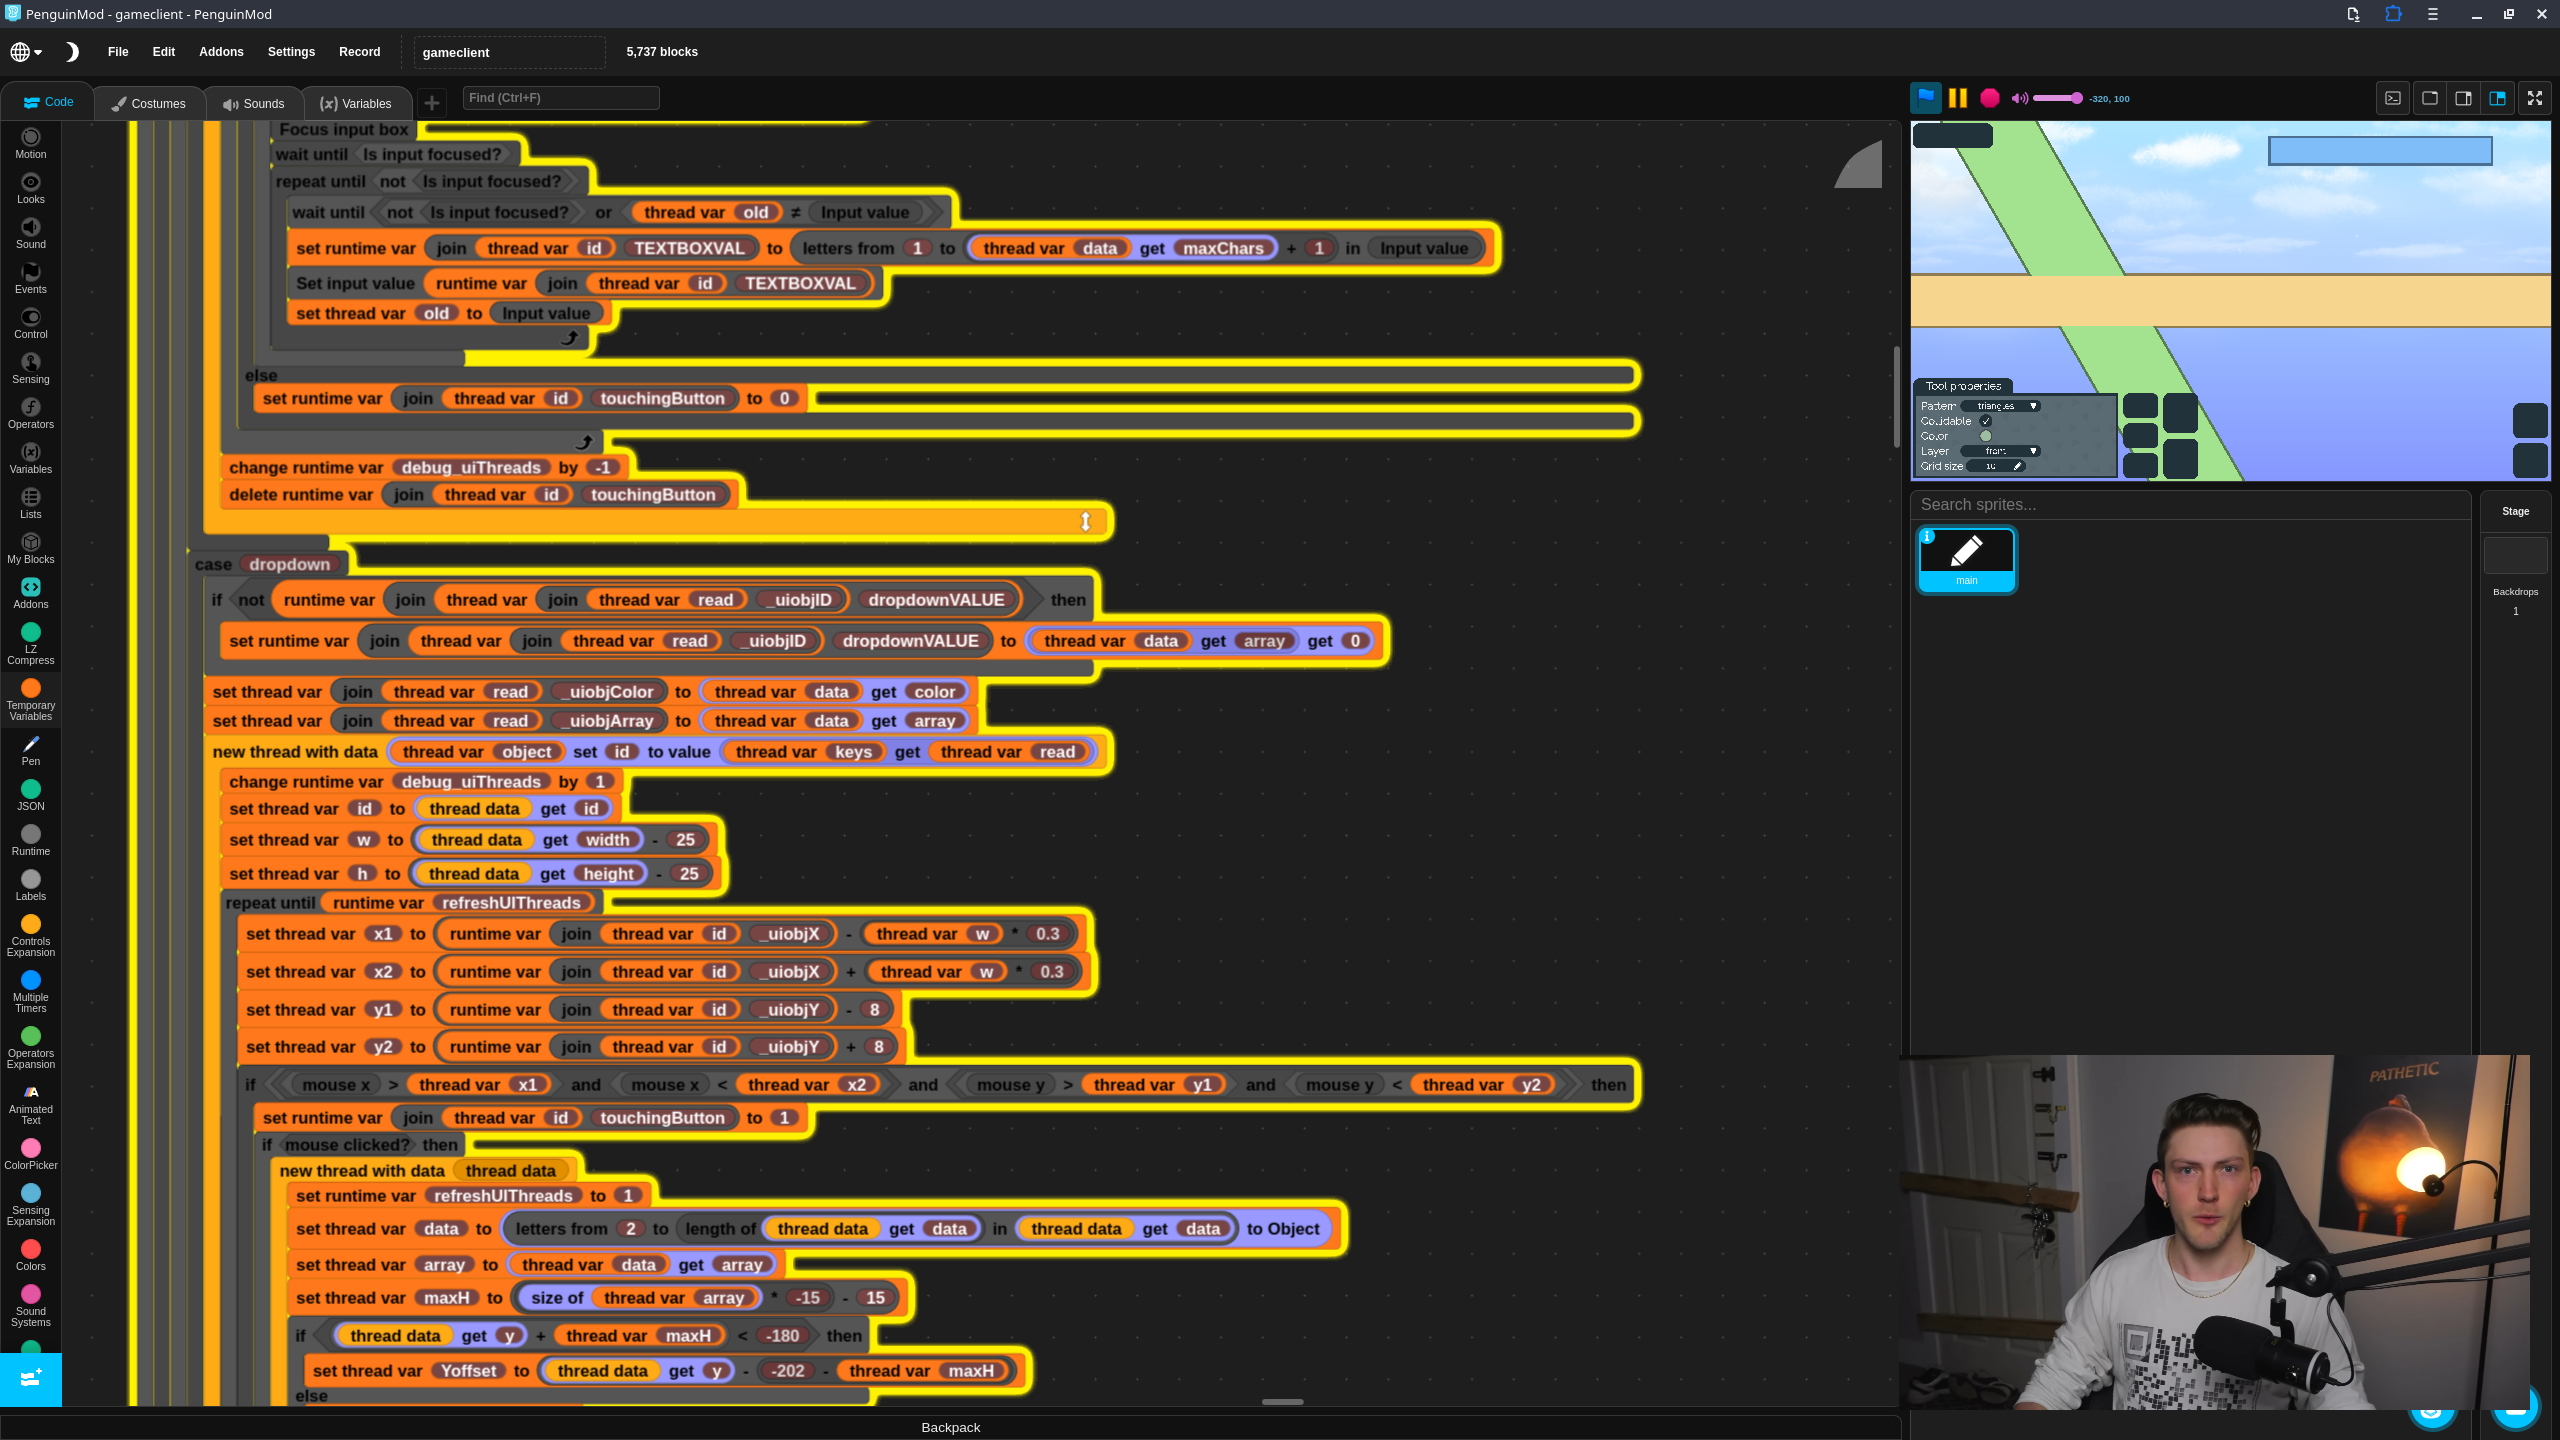 PenguinMod - gameclient - PenguinMod
File Edit Addons Settings Record gameclient 5,737 blocks
Code Costumes Sounds (x) Variables Find (Ctrl+F) -320, 100
Motion
Looks
Sound
Events
Control
Sensing
Operators
Variables
Lists
My Blocks
Addons
LZ Compress
Temporary Variables
Pen
JSON
Runtime
Labels
Controls Expansion
Multiple Timers
Operators Expansion
Animated Text
ColorPicker
Sensing Expansion
Colors
Sound Systems
Focus input box
wait until Is input focused?
repeat until not Is input focused?
wait until not Is input focused? or thread var old ≠ Input value
set runtime var join thread var id TEXTBOXVAL to letters from 1 to thread var data get maxChars + 1 in Input value
Set input value runtime var join thread var id TEXTBOXVAL
set thread var old to Input value
else
set runtime var join thread var id touchingButton to 0
change runtime var debug_uiThreads by -1
delete runtime var join thread var id touchingButton
case dropdown
if not runtime var join thread var join thread var read _uiobjID dropdownVALUE then
set runtime var join thread var join thread var read _uiobjID dropdownVALUE to thread var data get array get 0
set thread var join thread var read _uiobjColor to thread var data get color
set thread var join thread var read _uiobjArray to thread var data get array
new thread with data thread var object set id to value thread var keys get thread var read
change runtime var debug_uiThreads by 1
set thread var id to thread data get id
set thread var w to thread data get width - 25
set thread var h to thread data get height - 25
repeat until runtime var refreshUIThreads
set thread var x1 to runtime var join thread var id _uiobjX - thread var w * 0.3
set thread var x2 to runtime var join thread var id _uiobjX + thread var w * 0.3
set thread var y1 to runtime var join thread var id _uiobjY - 8
set thread var y2 to runtime var join thread var id _uiobjY + 8
if mouse x > thread var x1 and mouse x < thread var x2 and mouse y > thread var y1 and mouse y < thread var y2 then
set runtime var join thread var id touchingButton to 1
if mouse clicked? then
new thread with data thread data
set runtime var refreshUIThreads to 1
set thread var data to letters from 2 to length of thread data get data in thread data get data to Object
set thread var array to thread var data get array
set thread var maxH to size of thread var array * -15 - 15
if thread data get y + thread var maxH < -180 then
set thread var Yoffset to thread data get y - -202 - thread var maxH
else
Backpack
Tool properties
Pattern triangles
Collidable
Color
Layer front
Grid size 10
Search sprites...
main
Stage
Backdrops
1
PATHETIC